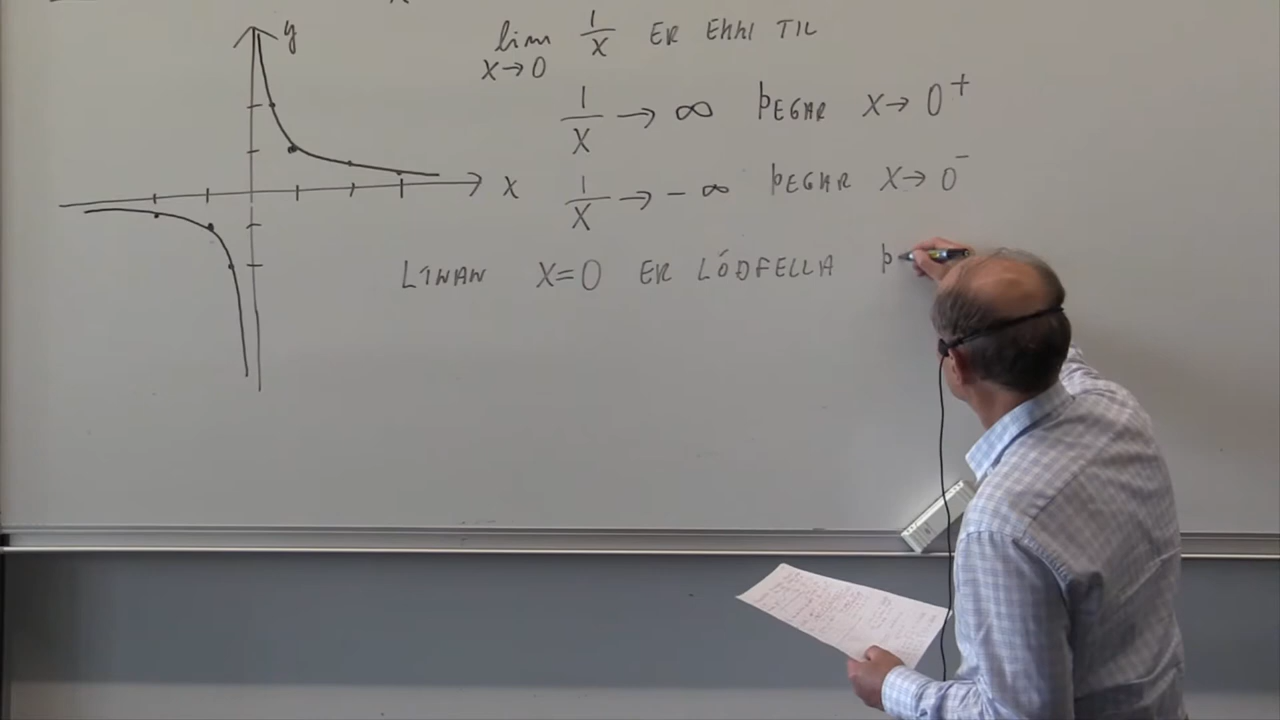 y
lim 1/x ER EKKI TIL
x→0
1/x → ∞ ÞEGAR x→ 0⁺
1/x → - ∞ ÞEGAR x→ 0⁻
x
LÍNAN x=0 ER LÓÐFELLA Þ